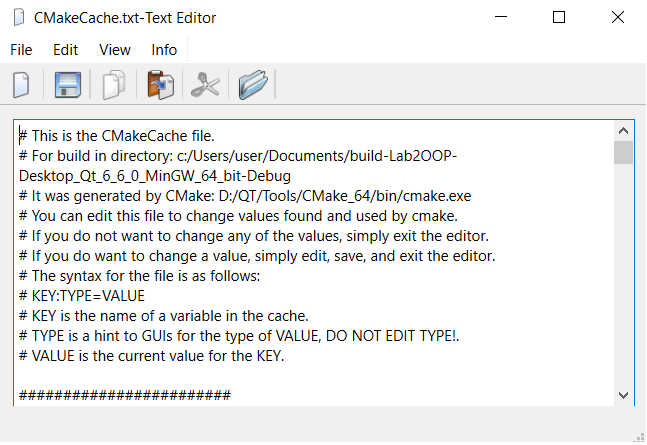 CMakeCache.txt-Text Editor
File Edit View Info
# This is the CMakeCache file.
# For build in directory: c:/Users/user/Documents/build-Lab2OOP-
Desktop_Qt_6_6_0_MinGW_64_bit-Debug
# It was generated by CMake: D:/QT/Tools/CMake_64/bin/cmake.exe
# You can edit this file to change values found and used by cmake.
# If you do not want to change any of the values, simply exit the editor.
# If you do want to change a value, simply edit, save, and exit the editor.
# The syntax for the file is as follows:
# KEY:TYPE=VALUE
# KEY is the name of a variable in the cache.
# TYPE is a hint to GUIs for the type of VALUE, DO NOT EDIT TYPE!.
# VALUE is the current value for the KEY.
########################